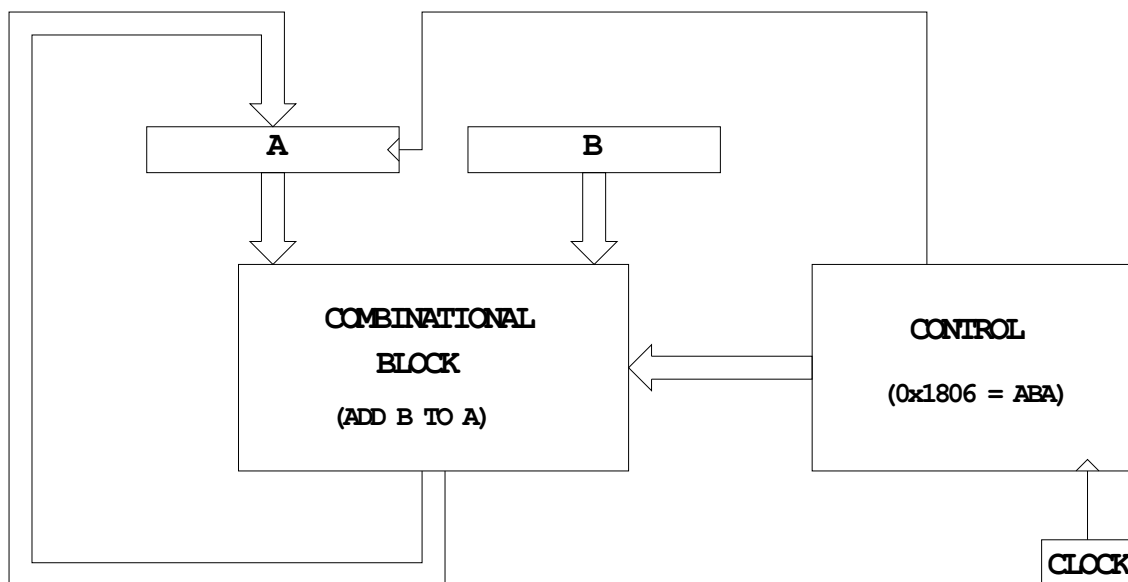 A
B
COMBINATIONAL
BLOCK
(ADD B TO A)
CONTROL
(0x1806 = ABA)
CLOCK